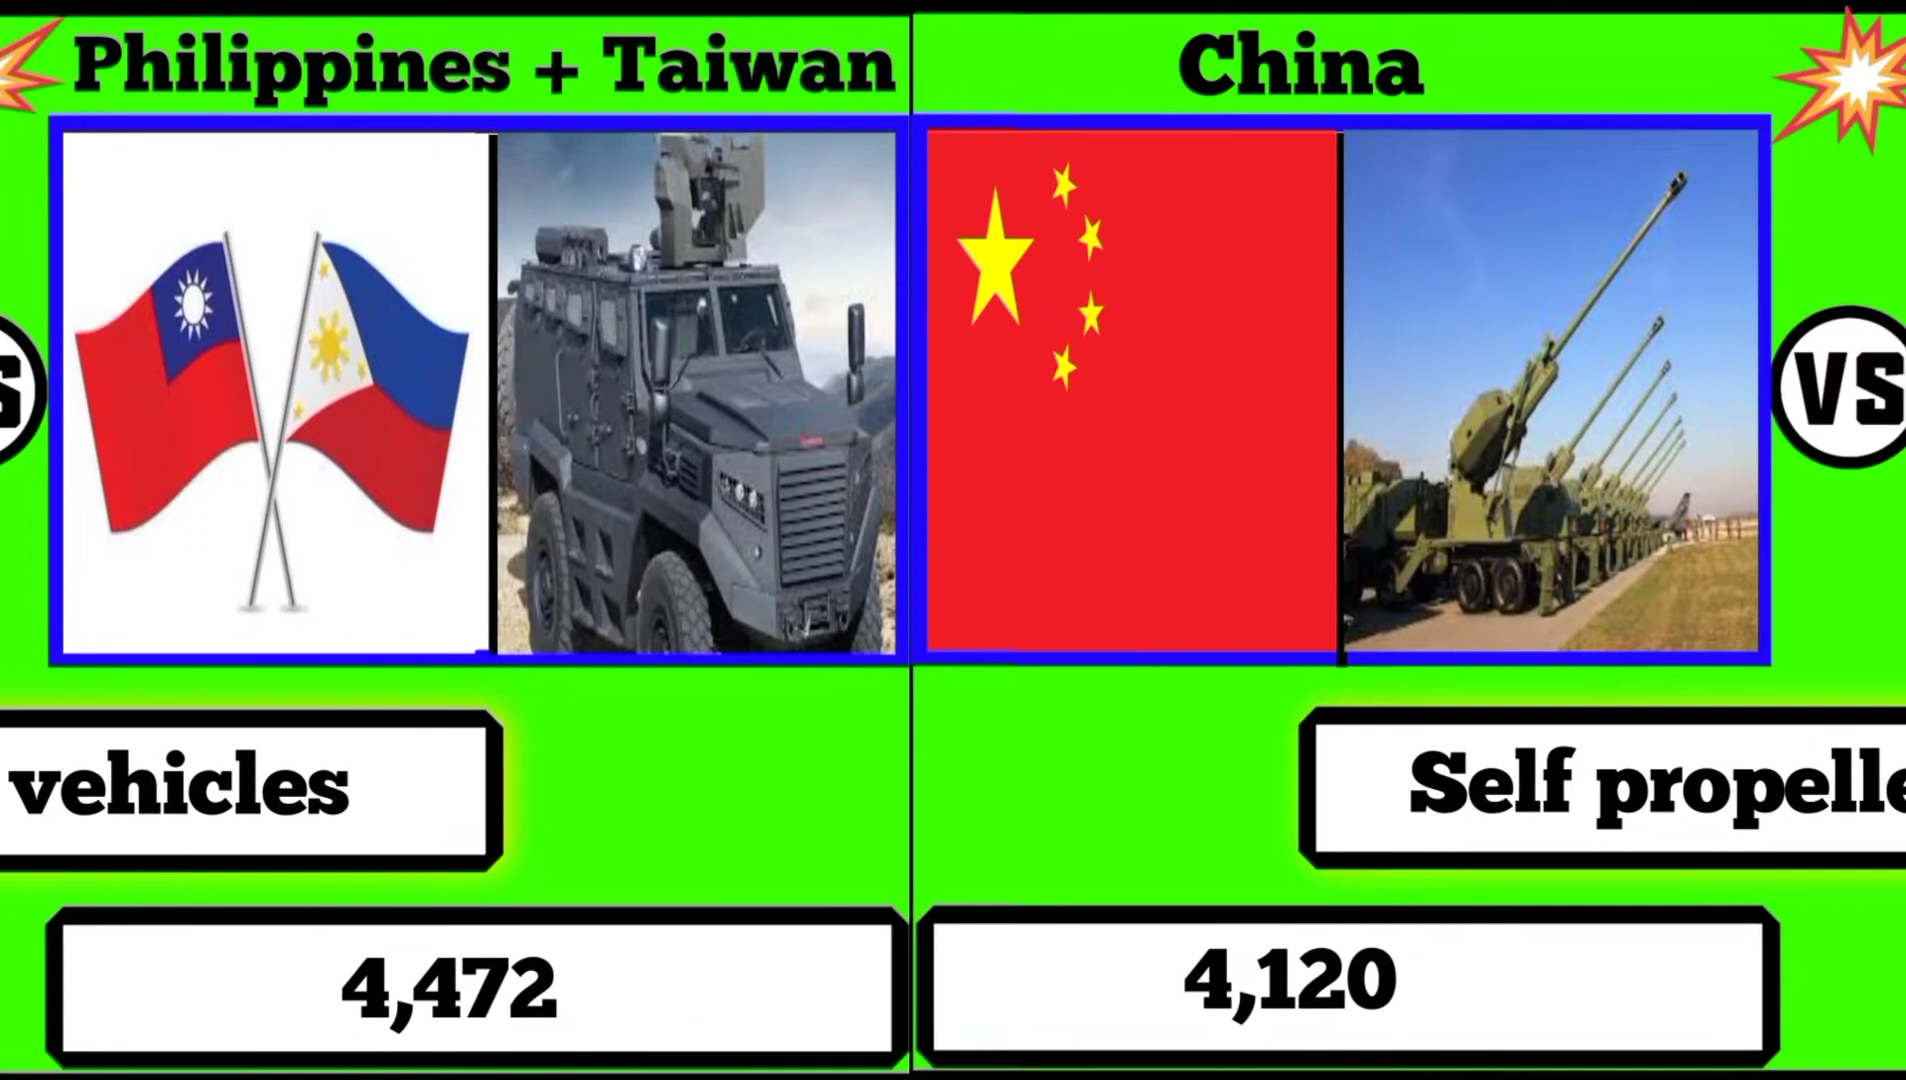 Philippines + Taiwan
China
VS
vehicles
Self propelle
4,472
4,120